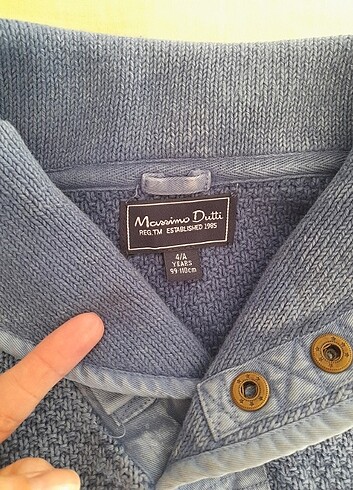 Massimo Dutti
REG.TM ESTABLISHED 1985
4/A
YEARS
99-110cm